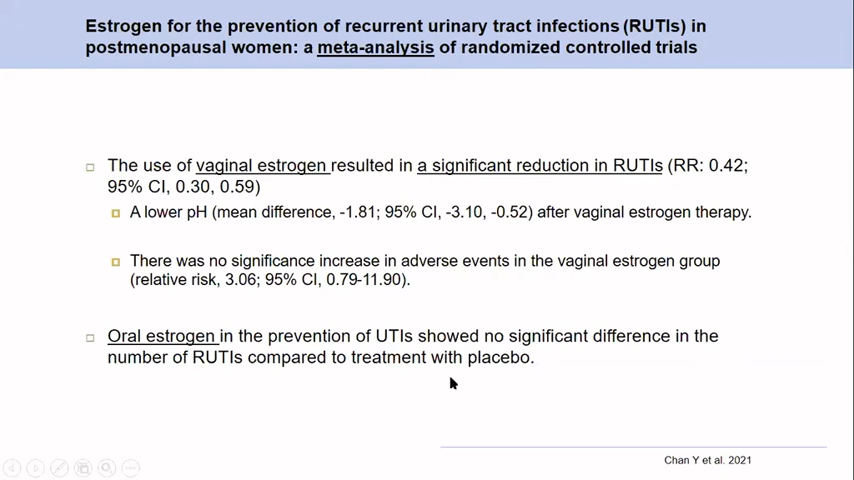 Estrogen for the prevention of recurrent urinary tract infections (RUTIs) in
postmenopausal women: a meta-analysis of randomized controlled trials
The use of vaginal estrogen resulted in a significant reduction in RUTIs (RR: 0.42;
95% CI, 0.30, 0.59)
A lower pH (mean difference, -1.81; 95% CI, -3.10, -0.52) after vaginal estrogen therapy.
There was no significance increase in adverse events in the vaginal estrogen group
(relative risk, 3.06; 95% CI, 0.79-11.90).
Oral estrogen in the prevention of UTIs showed no significant difference in the
number of RUTIs compared to treatment with placebo.
Chan Y et al. 2021